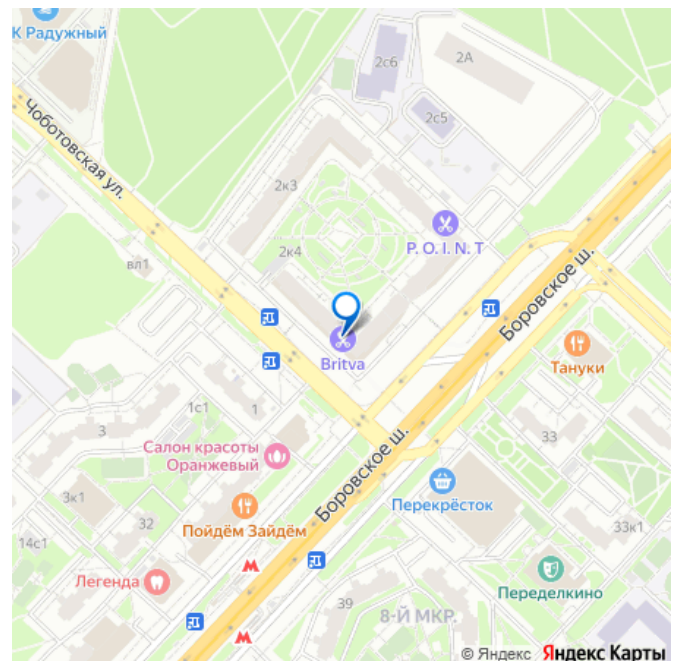 К Радужный
2с6
2А
2с5
Чоботовская ул.
2к3
P. O. I. N. T
2к4
вл1
Боровское ш.
Britva
Тануки
1с1
1
3
Салон красоты
Оранжевый
33
Боровское ш.
Перекрёсток
3к1
32
Пойдём Зайдём
33к1
14с1
Легенда
Переделкино
39
8-Й МКР.
© Яндекс Яндекс Карты